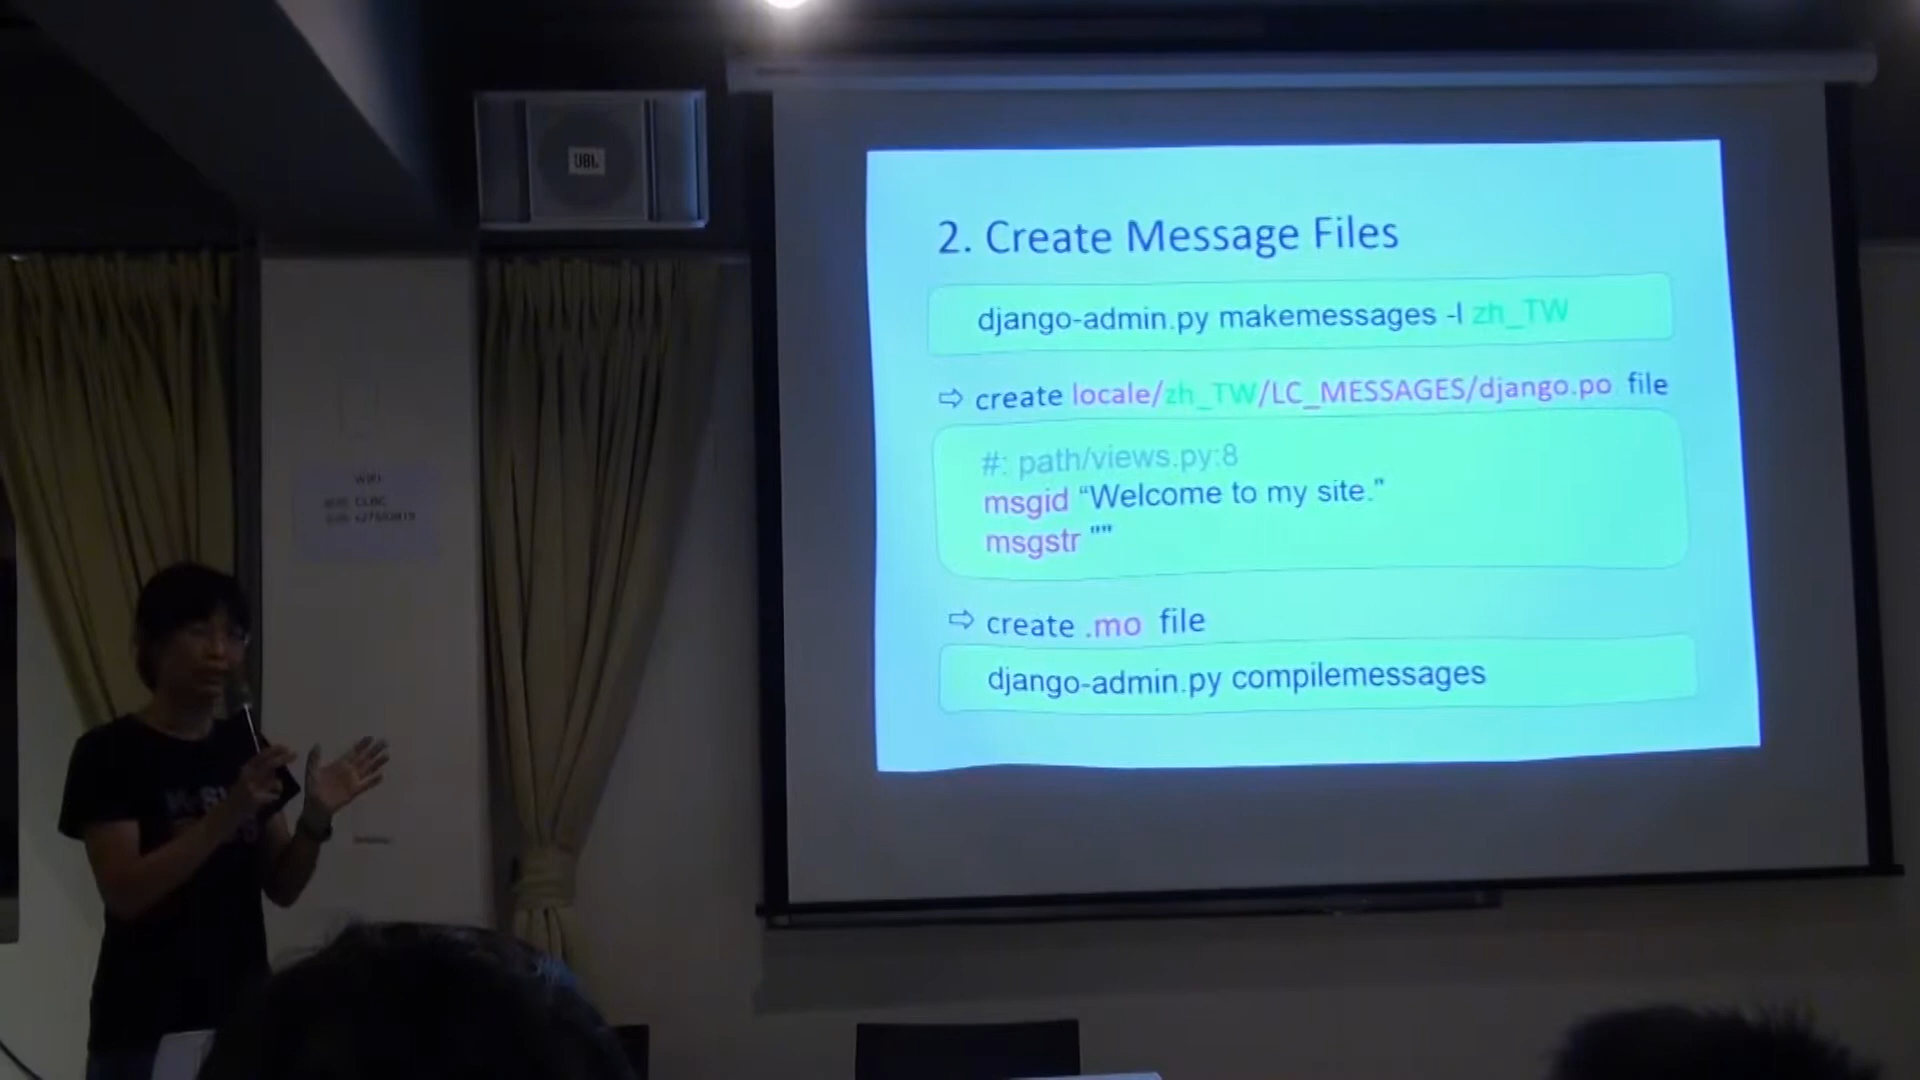 JBL
2. Create Message Files
django-admin.py makemessages -l zh_TW
⇨ create locale/zh_TW/LC_MESSAGES/django.po file
#: path/views.py:8
msgid “Welcome to my site.”
msgstr ""
⇨ create .mo file
django-admin.py compilemessages
WIFI